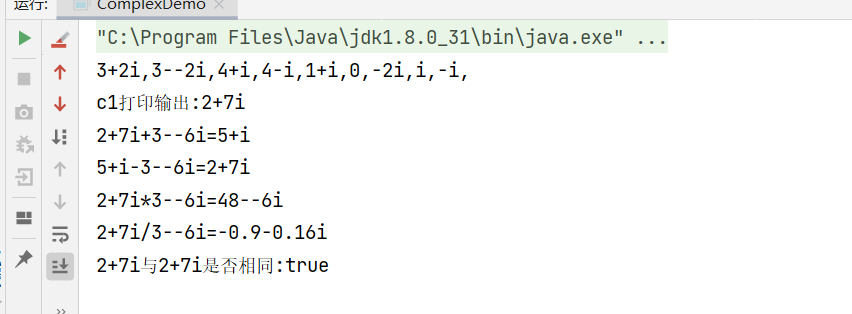 运行: ComplexDemo
"C:\Program Files\Java\jdk1.8.0_31\bin\java.exe" ...
3+2i,3--2i,4+i,4-i,1+i,0,-2i,i,-i,
c1打印输出:2+7i
2+7i+3--6i=5+i
5+i-3--6i=2+7i
2+7i*3--6i=48--6i
2+7i/3--6i=-0.9-0.16i
2+7i与2+7i是否相同:true